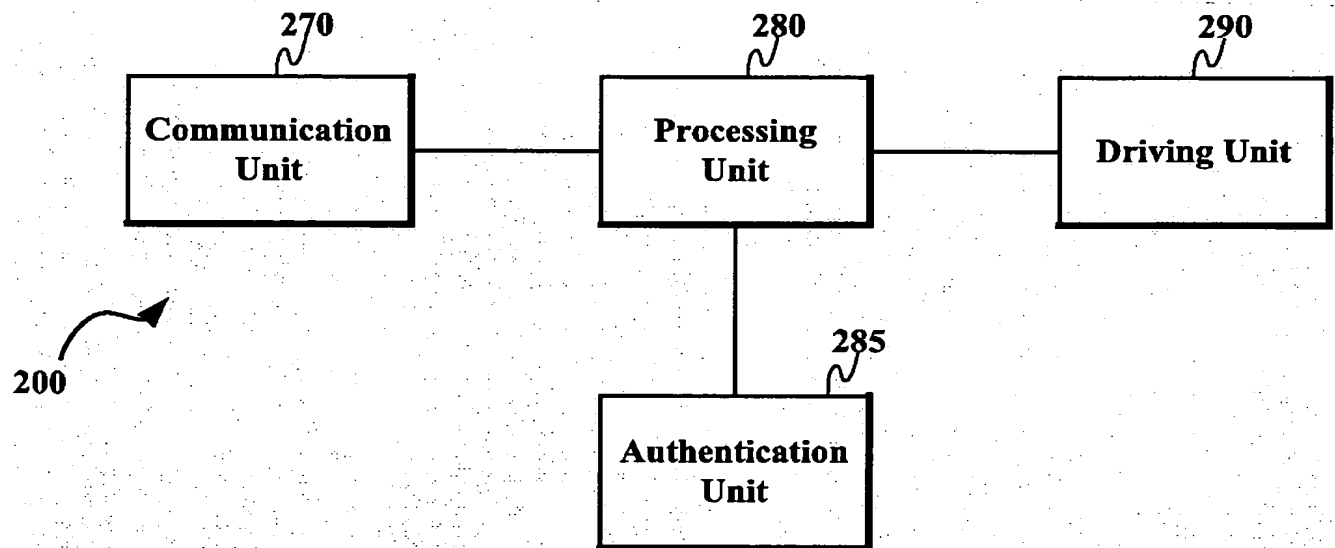 270
280
290
Communication
Unit
Processing
Unit
Driving Unit
200
285
Authentication
Unit